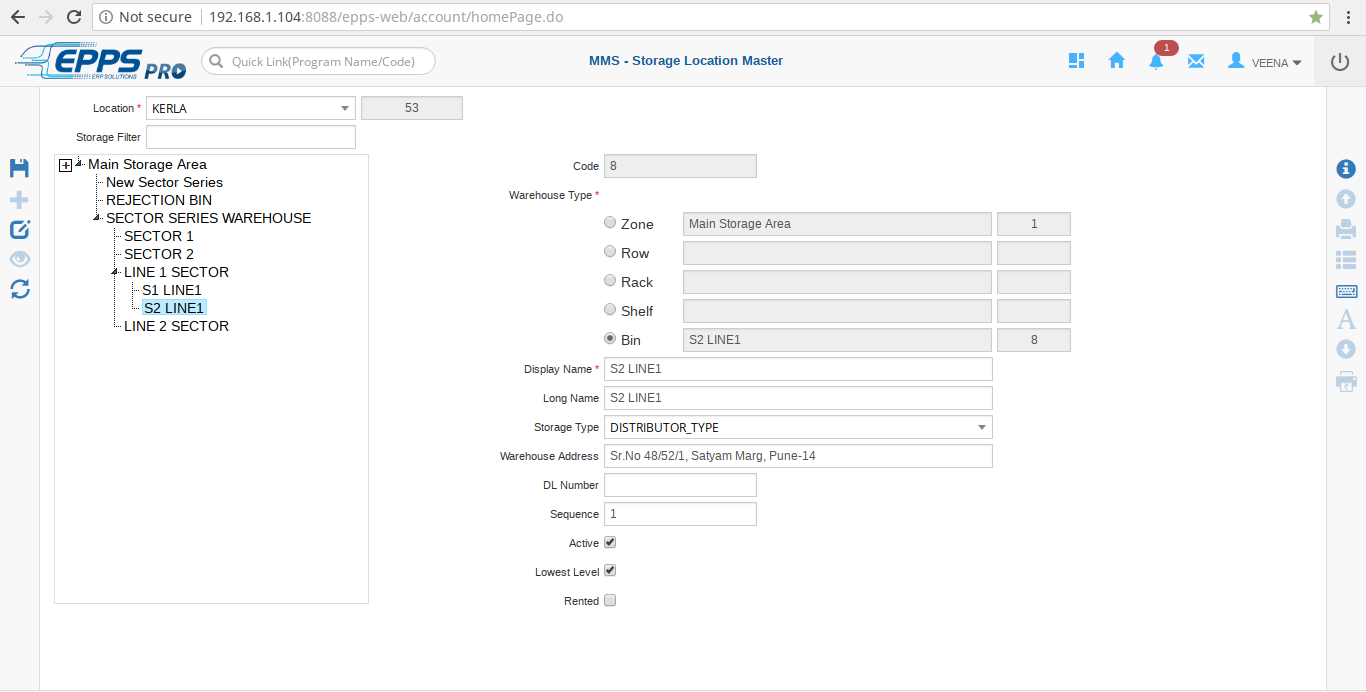 Not secure 192.168.1.104:8088/epps-web/account/homePage.do
EPPS PRO
ERP SOLUTIONS
Quick Link(Program Name/Code)
MMS - Storage Location Master
1
VEENA
Location * KERLA 53
Storage Filter
Main Storage Area
New Sector Series
REJECTION BIN
SECTOR SERIES WAREHOUSE
SECTOR 1
SECTOR 2
LINE 1 SECTOR
S1 LINE1
S2 LINE1
LINE 2 SECTOR
Code 8
Warehouse Type *
Zone Main Storage Area 1
Row
Rack
Shelf
Bin S2 LINE1 8
Display Name * S2 LINE1
Long Name S2 LINE1
Storage Type DISTRIBUTOR_TYPE
Warehouse Address Sr.No 48/52/1, Satyam Marg, Pune-14
DL Number
Sequence 1
Active
Lowest Level
Rented
A